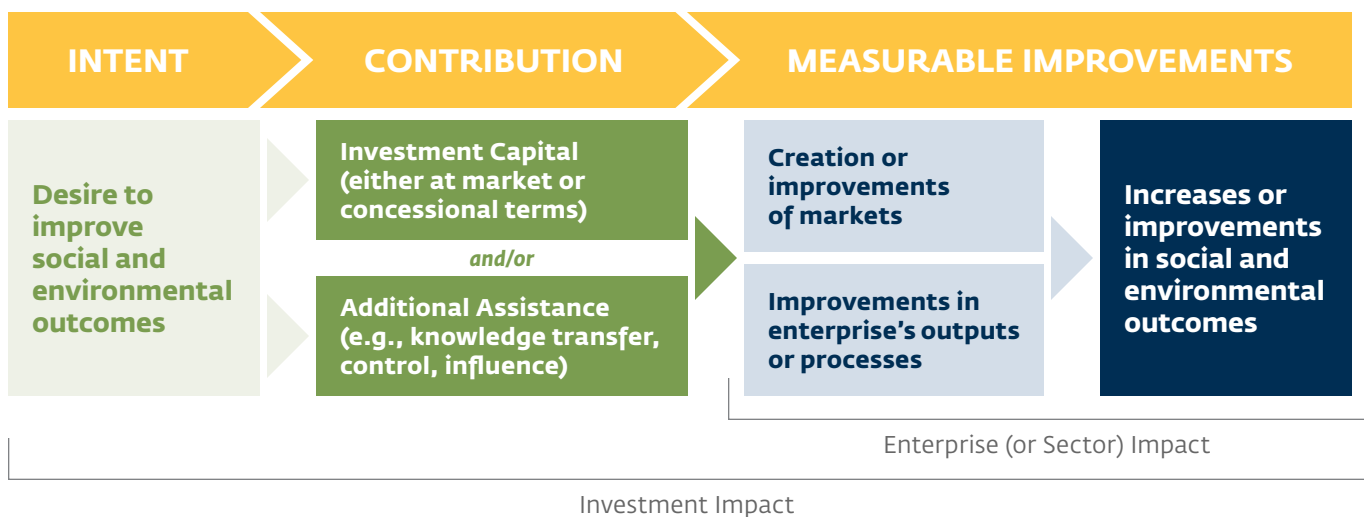 INTENT
CONTRIBUTION
MEASURABLE IMPROVEMENTS
Desire to
improve
social and
environmental
outcomes
Investment Capital
(either at market or
concessional terms)
and/or
Additional Assistance
(e.g., knowledge transfer,
control, influence)
Creation or
improvements
of markets
Improvements in
enterprise’s outputs
or processes
Increases or
improvements
in social and
environmental
outcomes
Enterprise (or Sector) Impact
Investment Impact